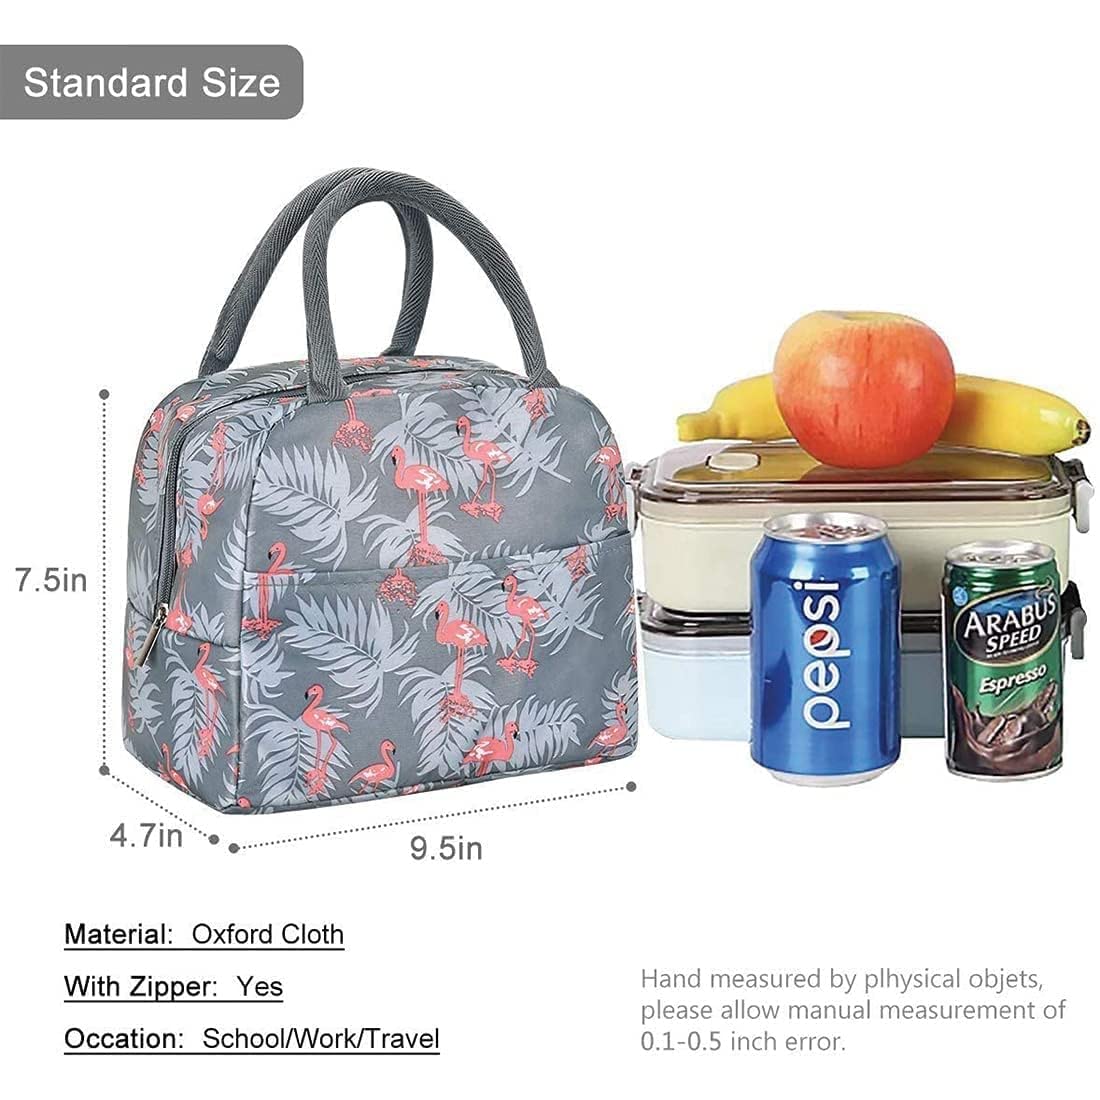 Standard Size
7.5in
4.7in
9.5in
pepsi
ARABUS
SPEED
Espresso
Material: Oxford Cloth
With Zipper: Yes
Occation: School/Work/Travel
Hand measured by plhysical objets,
please allow manual measurement of
0.1-0.5 inch error.